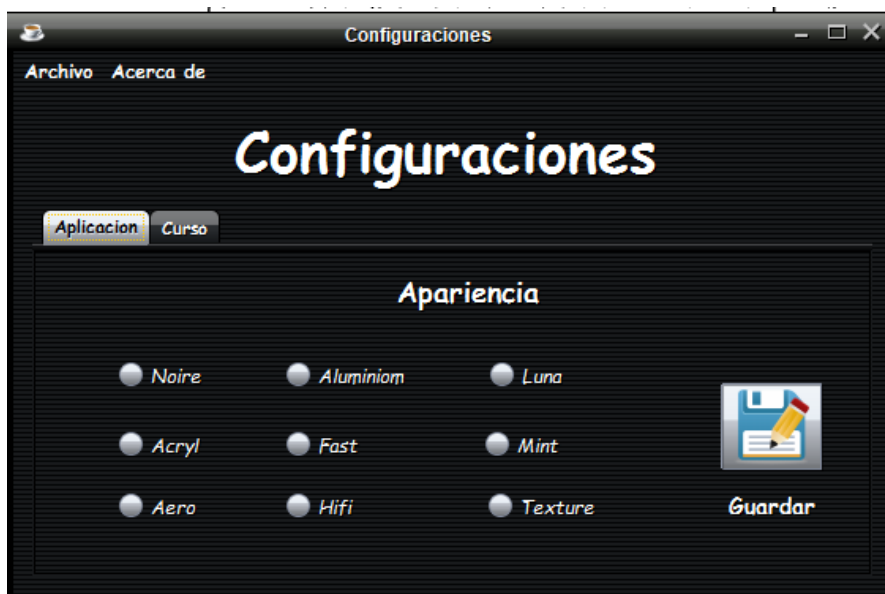 Configuraciones
Archivo Acerca de
Configuraciones
Aplicacion Curso
Apariencia
Noire Aluminiom Luna
Acryl Fast Mint
Aero Hifi Texture
Guardar